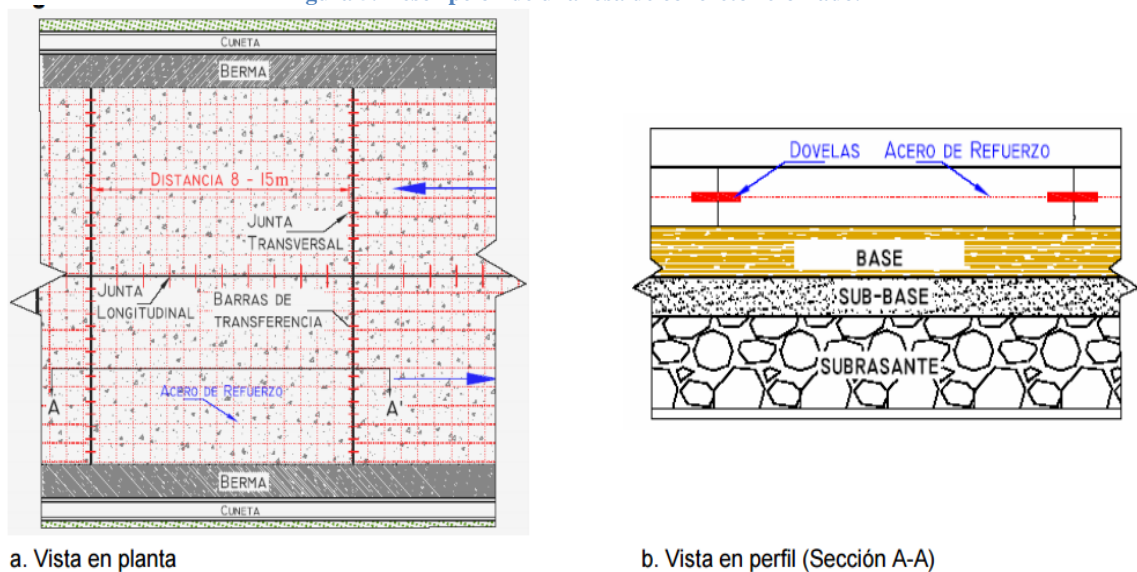 CUNETA
BERMA
DISTANCIA 8 - 15m
JUNTA
TRANSVERSAL
JUNTA
LONGITUDINAL
BARRAS DE
TRANSFERENCIA
ACERO DE REFUERZO
A
A'
BERMA
CUNETA
a. Vista en planta
DOVELAS
ACERO DE REFUERZO
BASE
SUB-BASE
SUBRASANTE
b. Vista en perfil (Sección A-A)